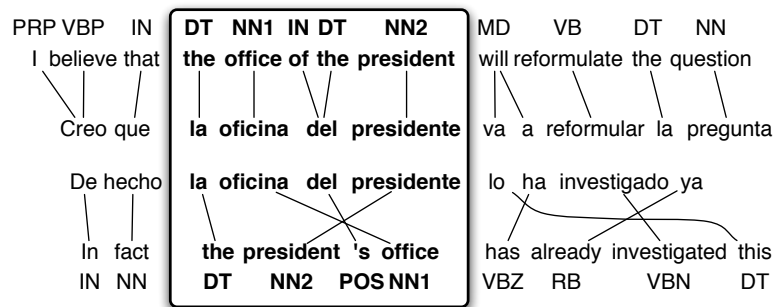 PRP VBP IN DT NN1 IN DT NN2 MD VB DT NN
I believe that the office of the president will reformulate the question
Creo que la oficina del presidente va a reformular la pregunta
De hecho la oficina del presidente lo ha investigado ya
In fact the president 's office has already investigated this
IN NN DT NN2 POS NN1 VBZ RB VBN DT